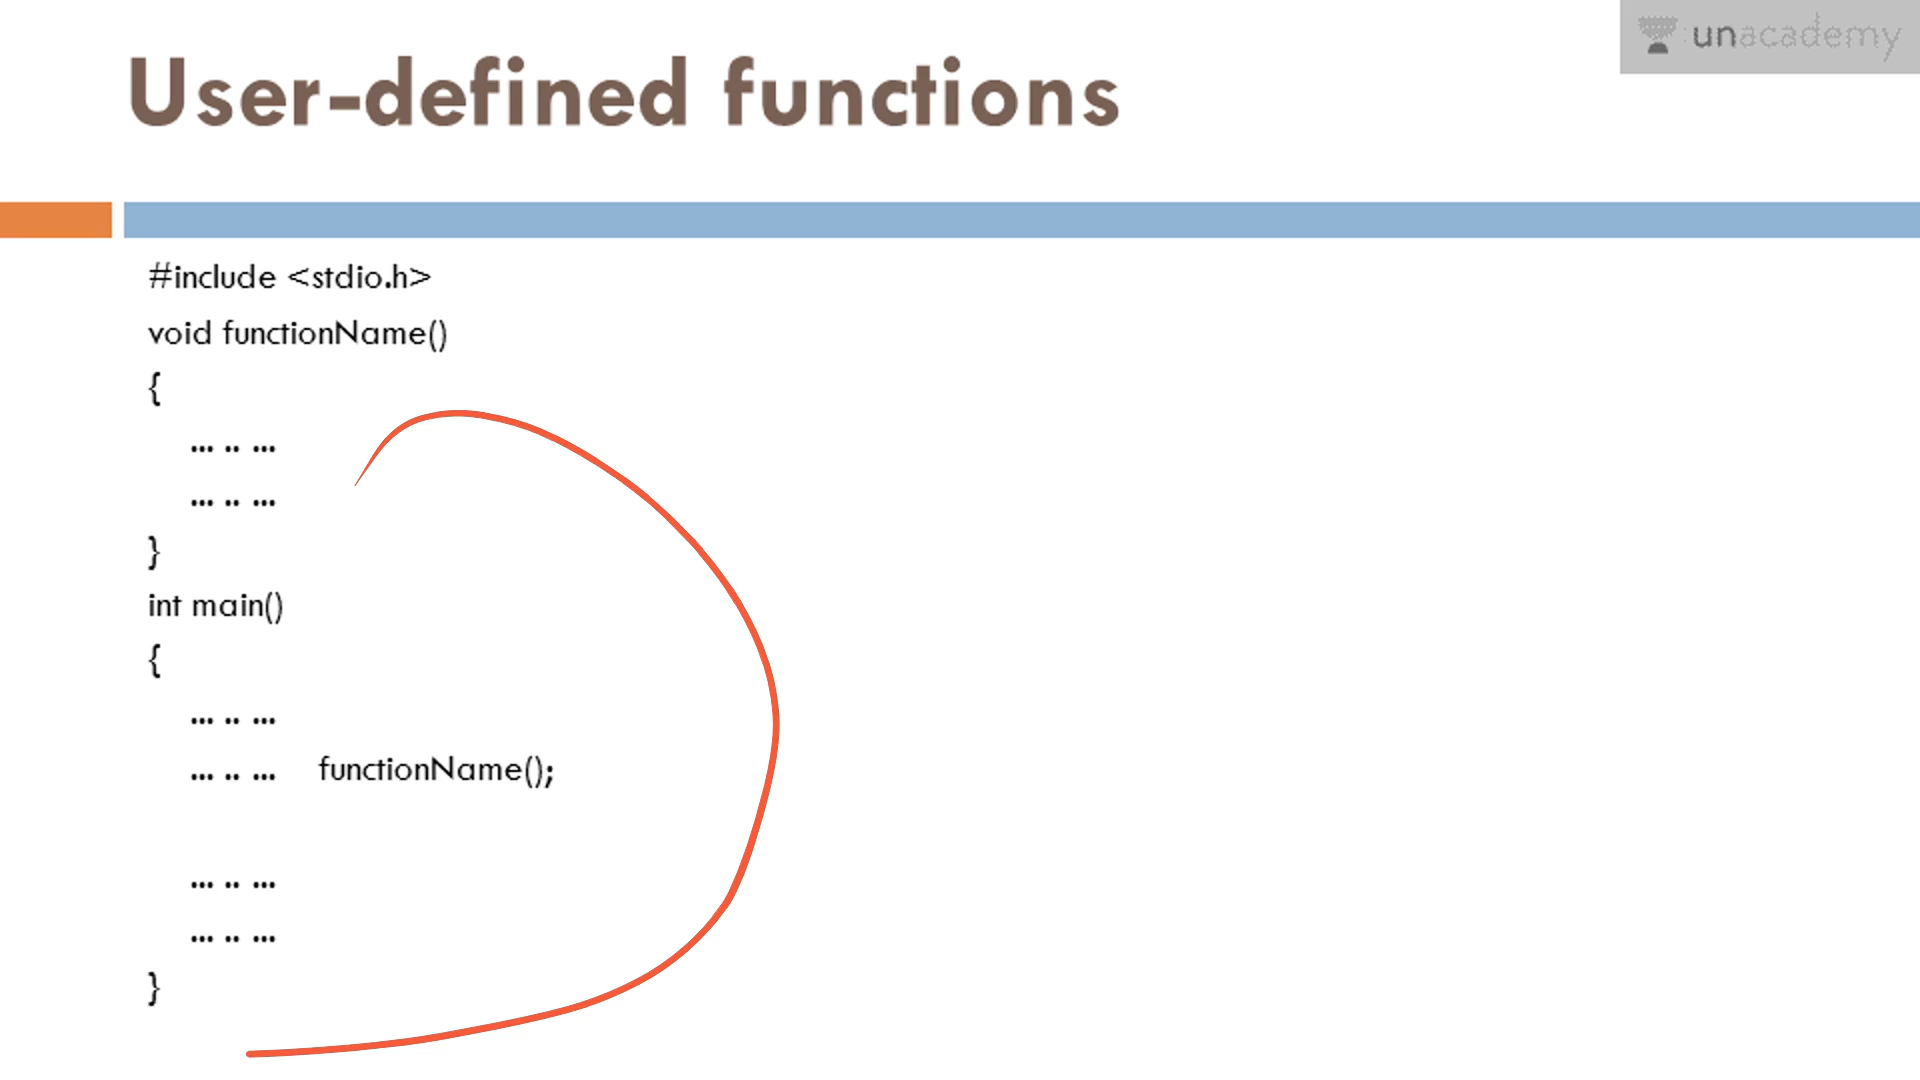 unacademy
User-defined functions
#include <stdio.h>
void functionName()
{
... .. ...
... .. ...
}
int main()
{
... .. ...
... .. ... functionName();
... .. ...
... .. ...
}